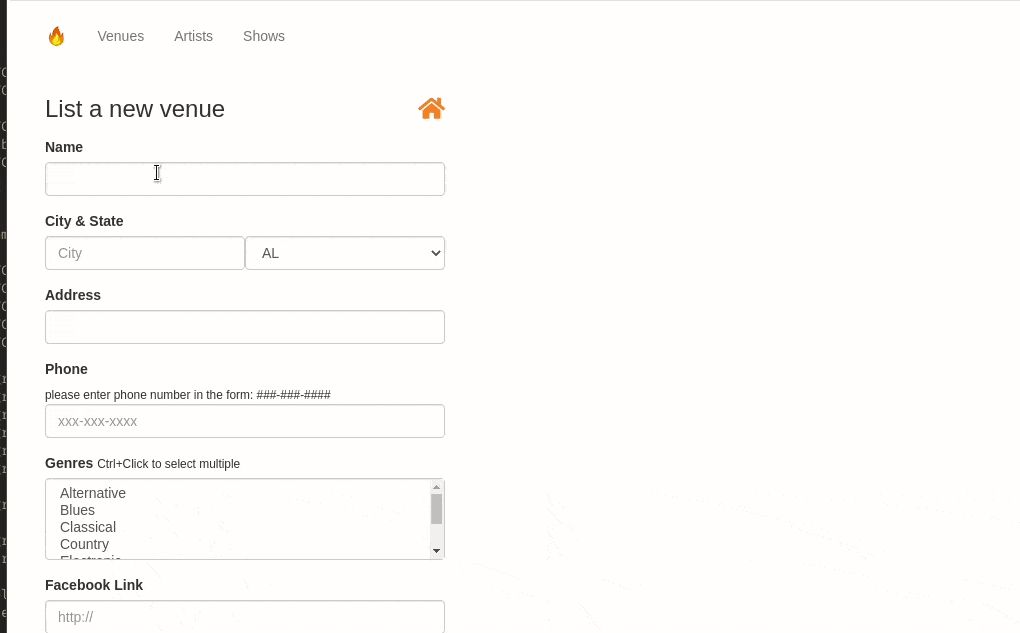 Venues Artists Shows
List a new venue
Name
City & State
City AL
Address
Phone
please enter phone number in the form: ###-###-####
xxx-xxx-xxxx
Genres Ctrl+Click to select multiple
Alternative
Blues
Classical
Country
Electronic
Facebook Link
http://